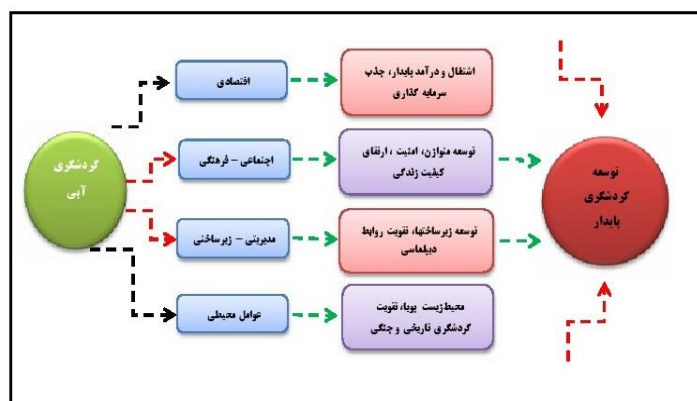 گردشگری
آبی
اقتصادی
اشتغال و درآمد پایدار، جذب
سرمایه گذاری
اجتماعی - فرهنگی
توسعه متوازن، امنیت ، ارتقای
کیفیت زندگی
مدیریتی - زیرساختی
توسعه زیرساختها، تقویت روابط
دیپلماسی
عوامل محیطی
محیط‌زیست پویا، تقویت
گردشگری تاریخی و جنگی
توسعه
گردشگری
پایدار